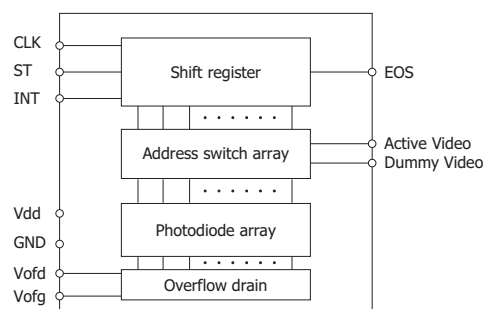 CLK
ST
INT
Shift register
EOS
Address switch array
Active Video
Dummy Video
Vdd
GND
Photodiode array
Vofd
Vofg
Overflow drain